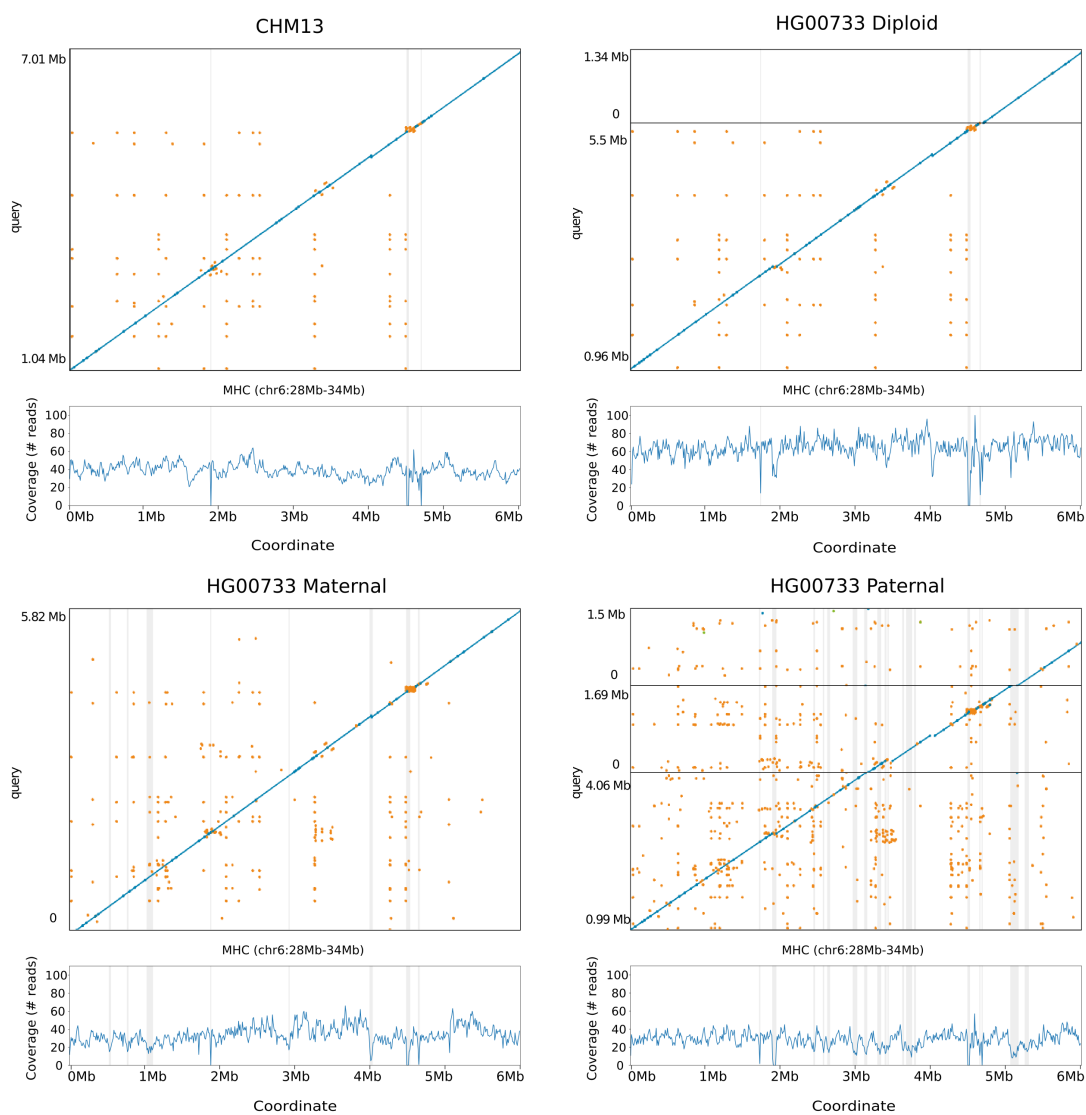 CHM13
7.01 Mb
query
1.04 Mb
MHC (chr6:28Mb-34Mb)
Coverage (# reads)
100
80
60
40
20
0
0Mb 1Mb 2Mb 3Mb 4Mb 5Mb 6Mb
Coordinate
HG00733 Diploid
1.34 Mb
0
5.5 Mb
query
0.96 Mb
MHC (chr6:28Mb-34Mb)
Coverage (# reads)
100
80
60
40
20
0
0Mb 1Mb 2Mb 3Mb 4Mb 5Mb 6Mb
Coordinate
HG00733 Maternal
5.82 Mb
query
0
MHC (chr6:28Mb-34Mb)
Coverage (# reads)
100
80
60
40
20
0
0Mb 1Mb 2Mb 3Mb 4Mb 5Mb 6Mb
Coordinate
HG00733 Paternal
1.5 Mb
0
1.69 Mb
0
query
4.06 Mb
0.99 Mb
MHC (chr6:28Mb-34Mb)
Coverage (# reads)
100
80
60
40
20
0
0Mb 1Mb 2Mb 3Mb 4Mb 5Mb 6Mb
Coordinate